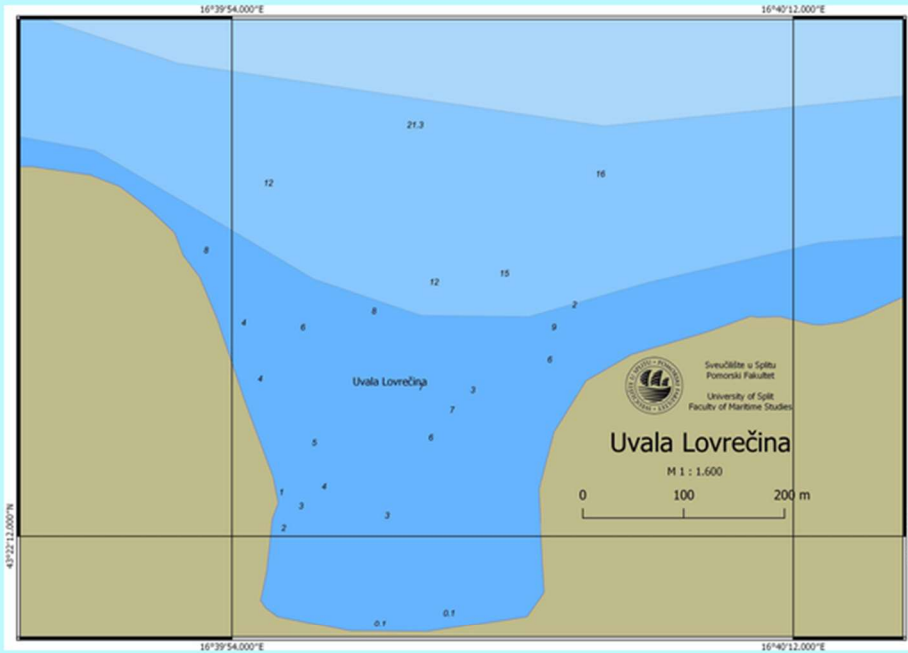 16°39'54.000"E
16°40'12.000"E
21.3
16
12
8
15
12
2
8
4
6
9
6
4
Uvala Lovrečina
3
7
6
5
4
1
3
3
2
0.1
0.1
43°22'12.000"N
Sveučilište u Splitu
Pomorski Fakultet
University of Split
Faculty of Maritime Studies
Uvala Lovrečina
M 1 : 1.600
0 100 200 m
16°39'54.000"E
16°40'12.000"E